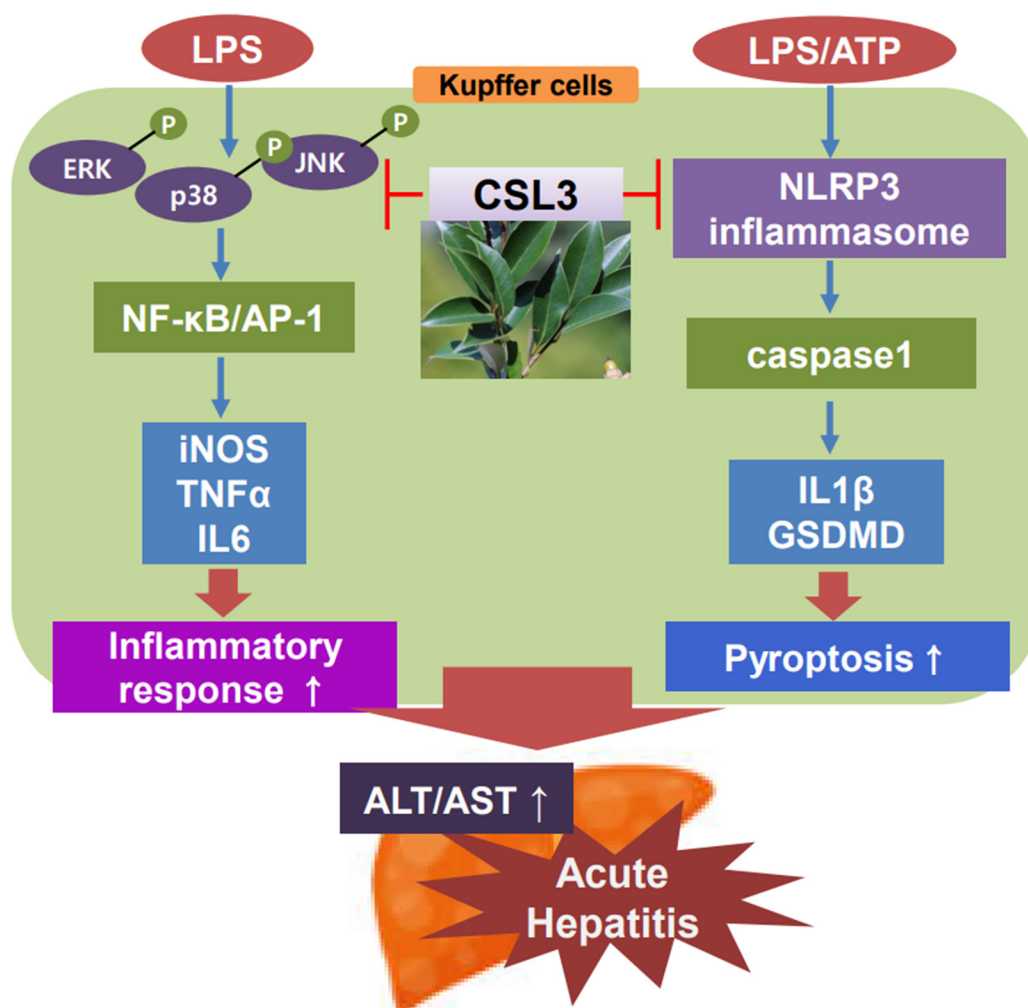 LPS
LPS/ATP
Kupffer cells
P
P
P
ERK
p38
JNK
CSL3
NLRP3
inflammasome
NF-κB/AP-1
caspase1
iNOS
TNFα
IL6
IL1β
GSDMD
Inflammatory
response ↑
Pyroptosis ↑
ALT/AST ↑
Acute
Hepatitis